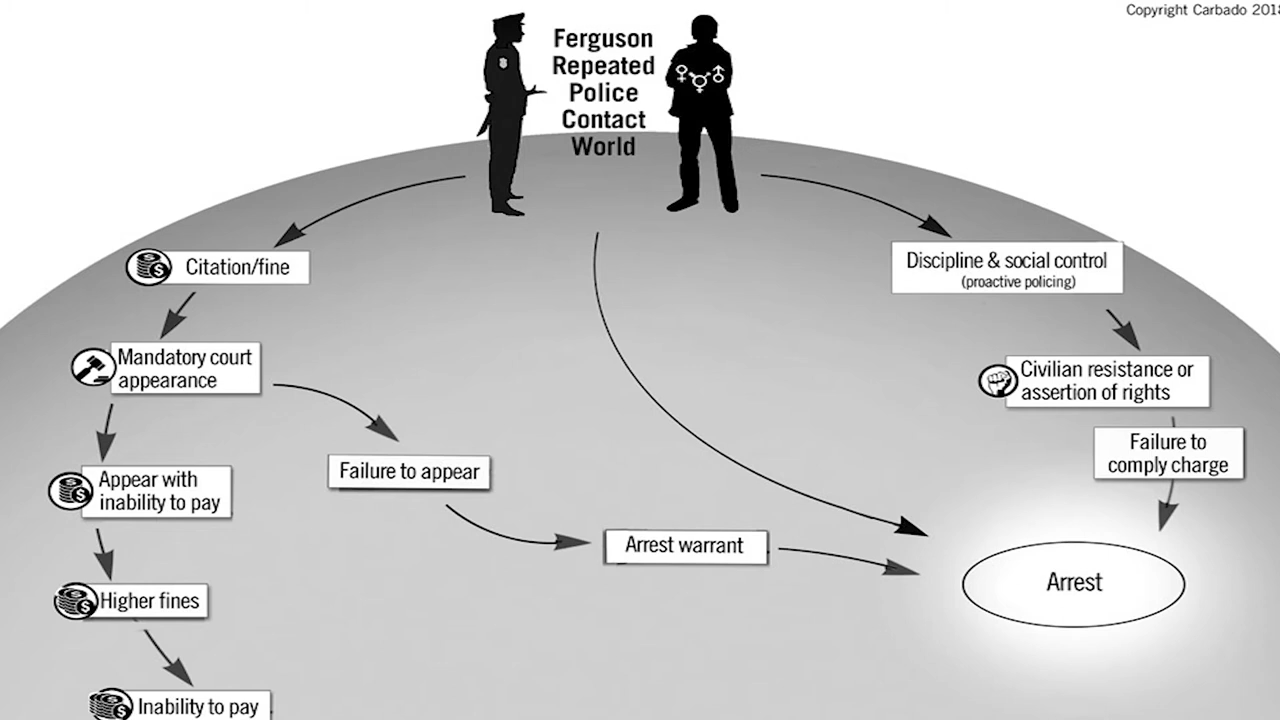 Copyright Carbado 2018
Ferguson
Repeated
Police
Contact
World
Citation/fine
Discipline & social control
(proactive policing)
Mandatory court
appearance
Civilian resistance or
assertion of rights
Failure to
comply charge
Failure to appear
Appear with
inability to pay
Arrest warrant
Arrest
Higher fines
Inability to pay